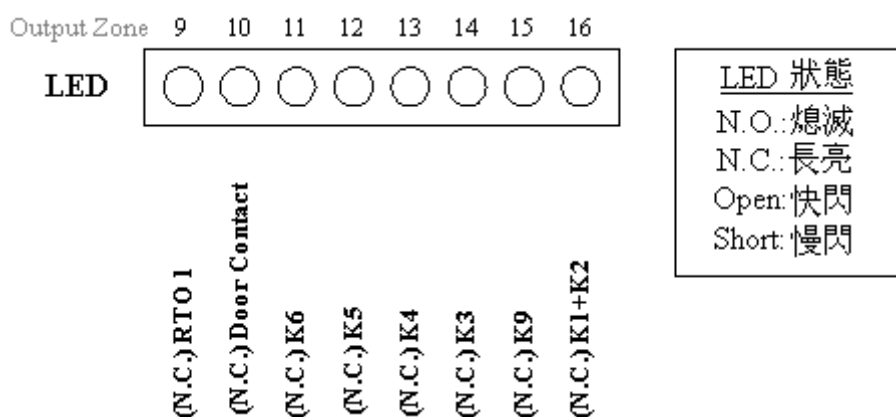 Output Zone 9 10 11 12 13 14 15 16
LED
(N.C.)RTO 1
(N.C.)Door Contact
(N.C.)K6
(N.C.)K5
(N.C.)K4
(N.C.)K3
(N.C.)K9
(N.C.)K1+K2
LED 狀態
N.O.:熄滅
N.C.:長亮
Open:快閃
Short:慢閃